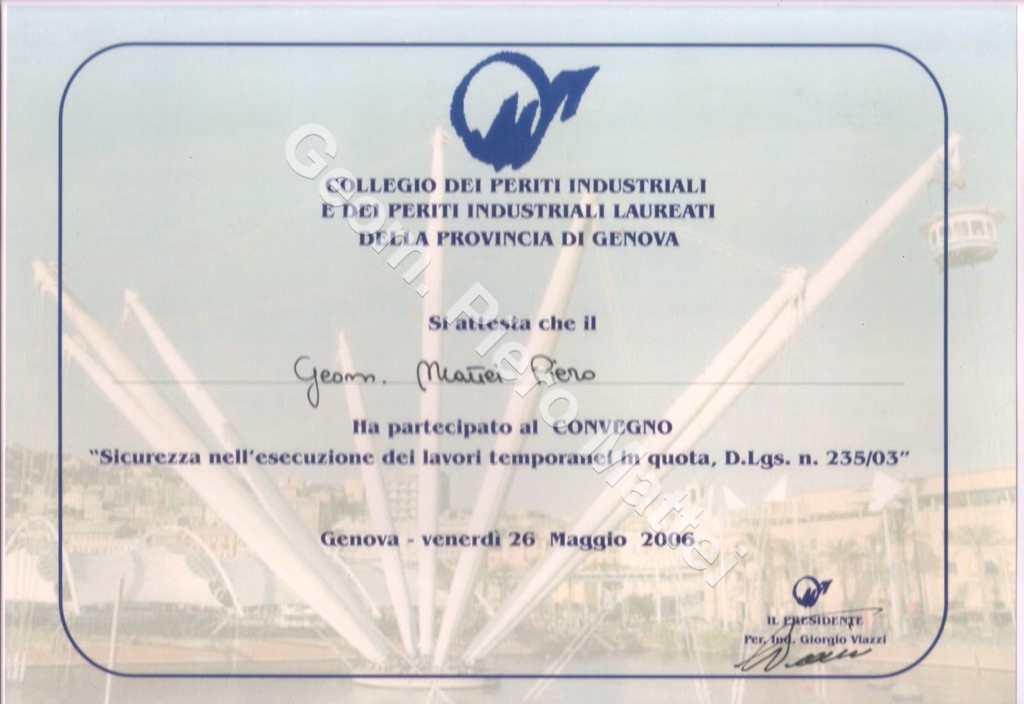 COLLEGIO DEI PERITI INDUSTRIALI
E DEI PERITI INDUSTRIALI LAUREATI
DELLA PROVINCIA DI GENOVA
Si attesta che il
Geom. Mattei Piero
Ha partecipato al CONVEGNO
"Sicurezza nell'esecuzione dei lavori temporanei in quota, D.Lgs. n. 235/03"
Genova - venerdì 26 Maggio 2006
IL PRESIDENTE
Per. Ind. Giorgio Viazzi
Geom. Piero Mattei